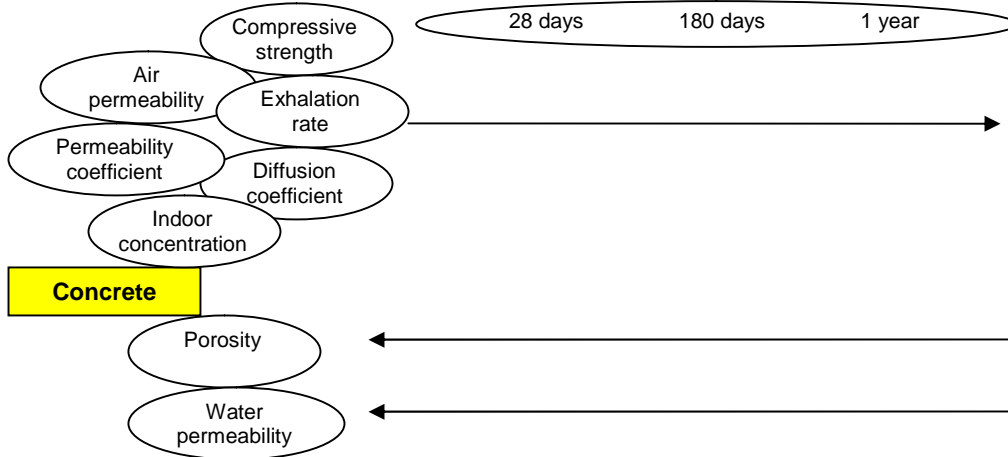 Compressive
strength
28 days 180 days 1 year
Air
permeability
Exhalation
rate
Permeability
coefficient
Diffusion
coefficient
Indoor
concentration
Concrete
Porosity
Water
permeability